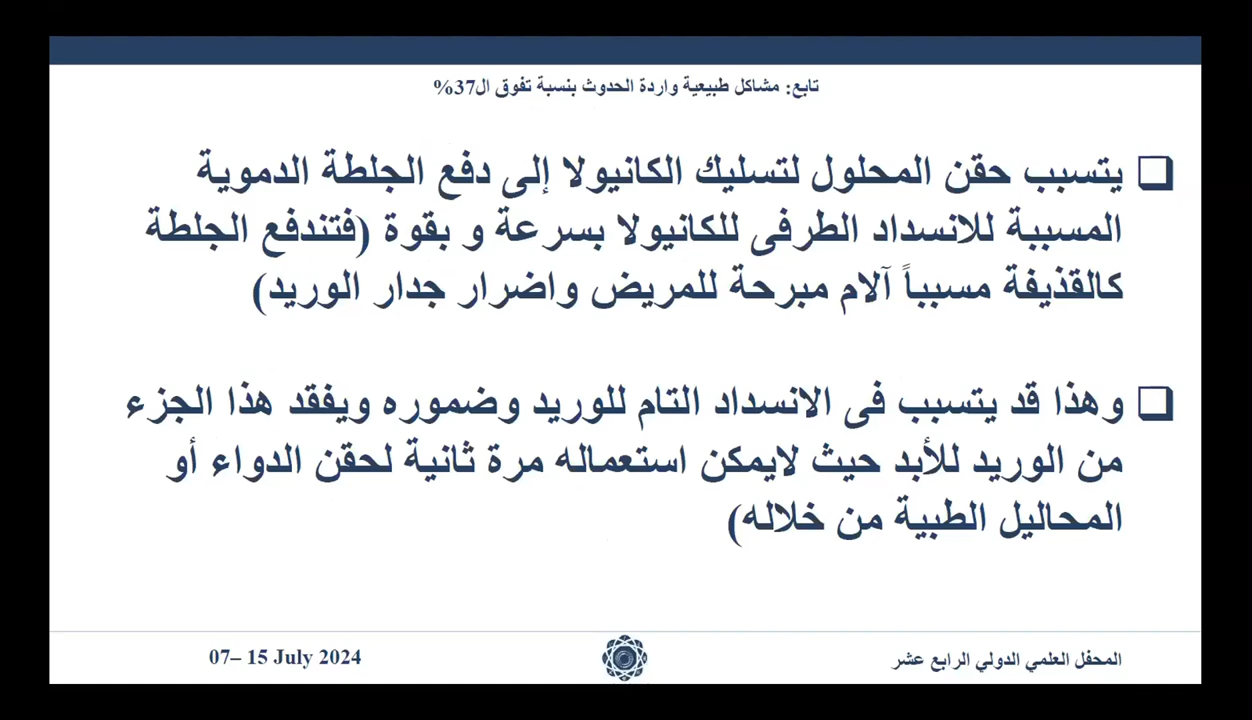 تابع: مشاكل طبيعية واردة الحدوث بنسبة تفوق ال37%
يتسبب حقن المحلول لتسليك الكانيولا إلى دفع الجلطة الدموية
المسببة للانسداد الطرفى للكانيولا بسرعة و بقوة (فتندفع الجلطة
كالقذيفة مسبباً آلام مبرحة للمريض واضرار جدار الوريد)
وهذا قد يتسبب فى الانسداد التام للوريد وضموره ويفقد هذا الجزء
من الوريد للأبد حيث لايمكن استعماله مرة ثانية لحقن الدواء أو
المحاليل الطبية من خلاله)
المحفل العلمي الدولي الرابع عشر
07– 15 July 2024